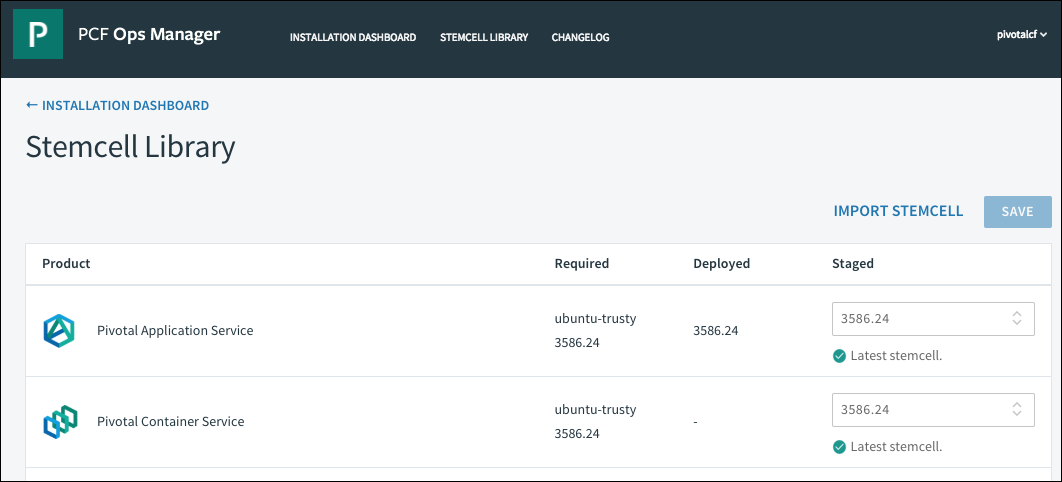 P
PCF Ops Manager
INSTALLATION DASHBOARD STEMCELL LIBRARY CHANGELOG
pivotalcf
← INSTALLATION DASHBOARD
Stemcell Library
IMPORT STEMCELL SAVE
Product Required Deployed Staged
Pivotal Application Service
ubuntu-trusty
3586.24
3586.24
3586.24
Latest stemcell.
Pivotal Container Service
ubuntu-trusty
3586.24
-
3586.24
Latest stemcell.